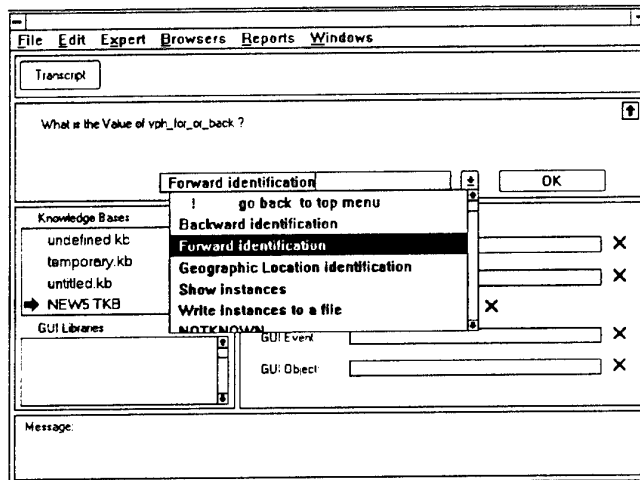 File Edit Expert Browsers Reports Windows
Transcript
What is the Value of vph_for_or_back ?
Forward identification
OK
! go back to top menu
Backward identification
Forward identification
Geographic Location identification
Show instances
Write instances to a file
NOTKNOWN
Knowledge Bases
undefined.kb
temporary.kb
untitled.kb
NEWSTKB
GUI Libraries
GUI Event
GUI Object:
Message: